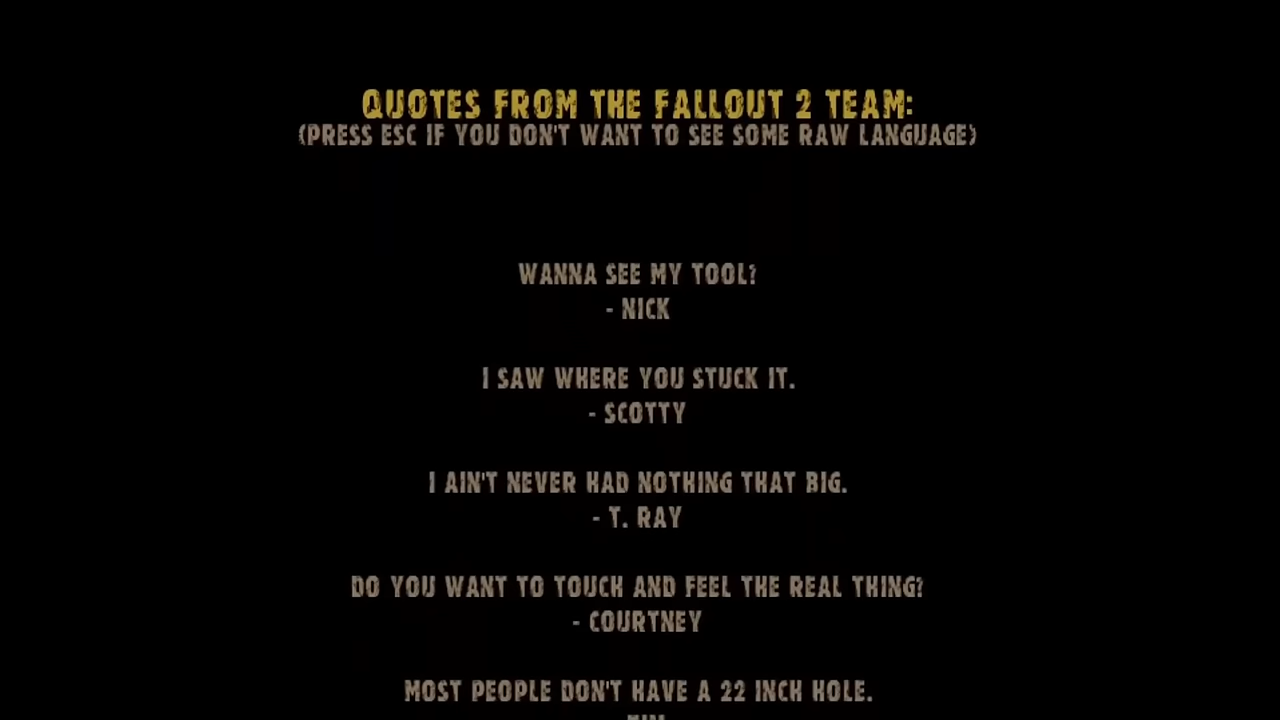 QUOTES FROM THE FALLOUT 2 TEAM:
(PRESS ESC IF YOU DON'T WANT TO SEE SOME RAW LANGUAGE)
WANNA SEE MY TOOL?
- NICK
I SAW WHERE YOU STUCK IT.
- SCOTTY
I AIN'T NEVER HAD NOTHING THAT BIG.
- T. RAY
DO YOU WANT TO TOUCH AND FEEL THE REAL THING?
- COURTNEY
MOST PEOPLE DON'T HAVE A 22 INCH HOLE.